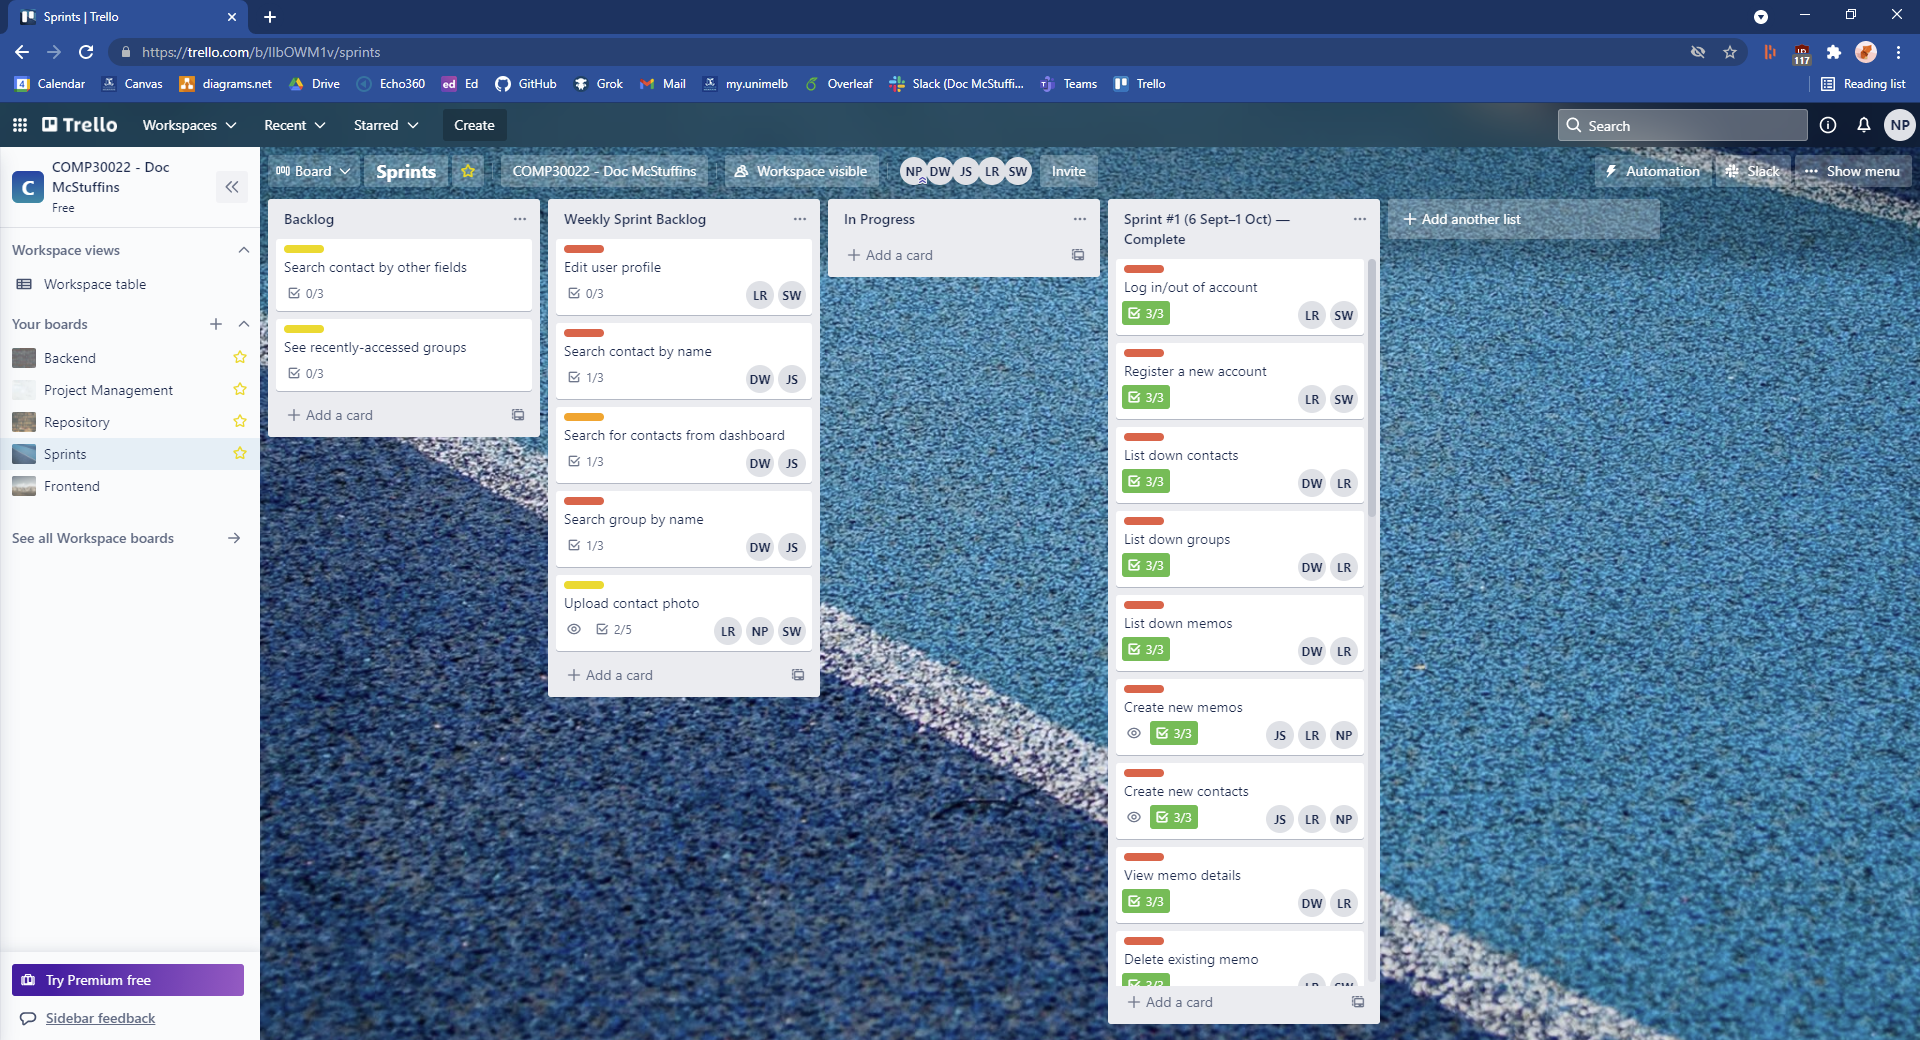 Sprints | Trello
https://trello.com/b/IlbOWM1v/sprints
117
4 Calendar Canvas diagrams.net Drive Echo360 ed Ed GitHub Grok Mail my.unimelb Overleaf Slack (Doc McStuffi... Teams Trello Reading list
Trello Workspaces Recent Starred Create Search NP
C
COMP30022 - Doc
McStuffins
Free
Workspace views
Workspace table
Your boards
Backend
Project Management
Repository
Sprints
Frontend
See all Workspace boards
Try Premium free
Sidebar feedback
Board Sprints COMP30022 - Doc McStuffins Workspace visible NP DW JS LR SW Invite Automation Slack Show menu
Backlog
Search contact by other fields
0/3
See recently-accessed groups
0/3
Add a card
Weekly Sprint Backlog
Edit user profile
0/3 LR SW
Search contact by name
1/3 DW JS
Search for contacts from dashboard
1/3 DW JS
Search group by name
1/3 DW JS
Upload contact photo
2/5 LR NP SW
Add a card
In Progress
Add a card
Sprint #1 (6 Sept–1 Oct) —
Complete
Log in/out of account
3/3 LR SW
Register a new account
3/3 LR SW
List down contacts
3/3 DW LR
List down groups
3/3 DW LR
List down memos
3/3 DW LR
Create new memos
3/3 JS LR NP
Create new contacts
3/3 JS LR NP
View memo details
3/3 DW LR
Delete existing memo
3/3 LR SW
Add a card
Add another list